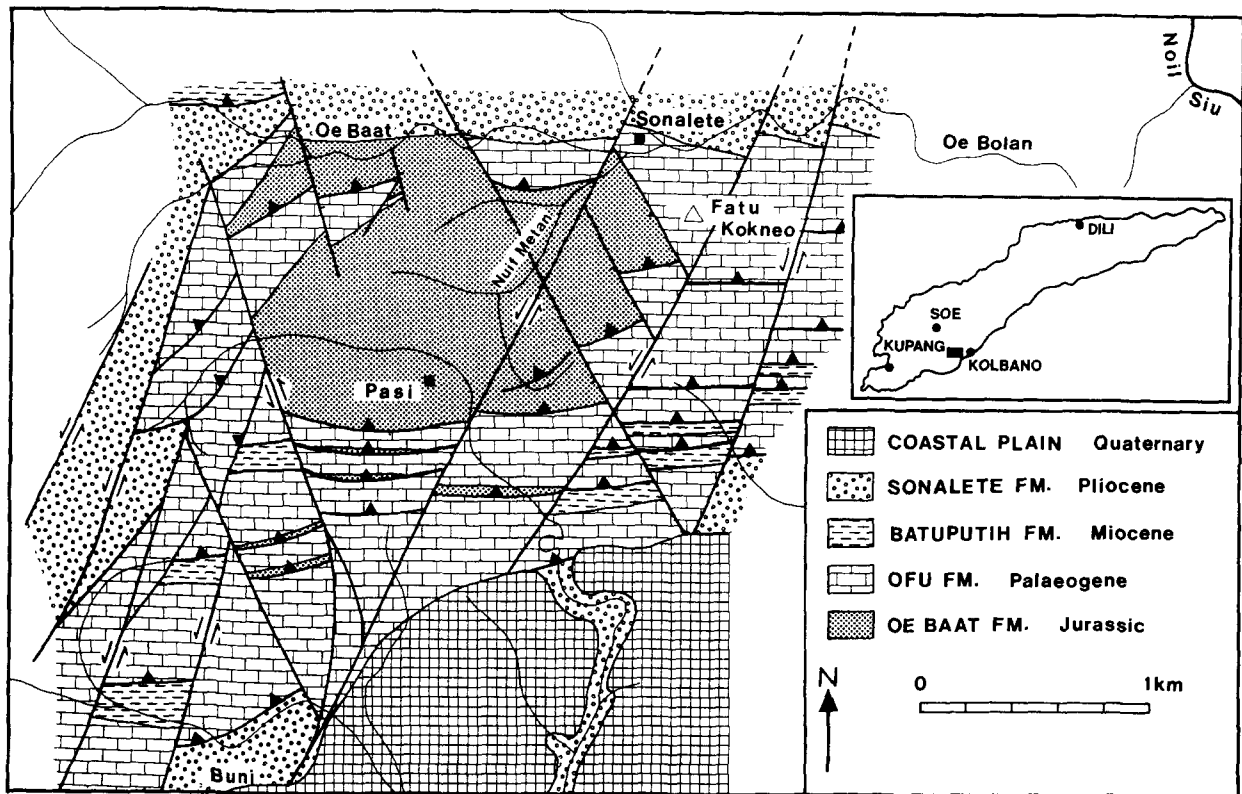 Noil
Siu
Oe Baat
Sonalete
Oe Bolan
Fatu
Kokneo
Nuif Metan
Pasi
Buni
DILI
SOE
KUPANG
KOLBANO
COASTAL PLAIN Quaternary
SONALETE FM. Pliocene
BATUPUTIH FM. Miocene
OFU FM. Palaeogene
OE BAAT FM. Jurassic
N
0 1km